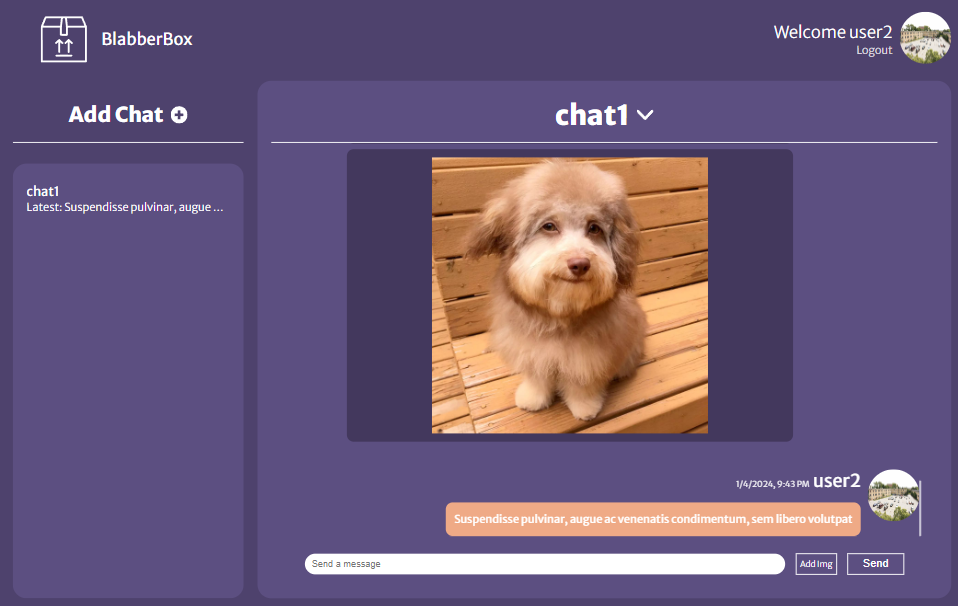 BlabberBox
Welcome user2
Logout
Add Chat
chat1
Latest: Suspendisse pulvinar, augue ...
chat1
1/4/2024, 9:43 PM user2
Suspendisse pulvinar, augue ac venenatis condimentum, sem libero volutpat
Send a message
Add Img
Send